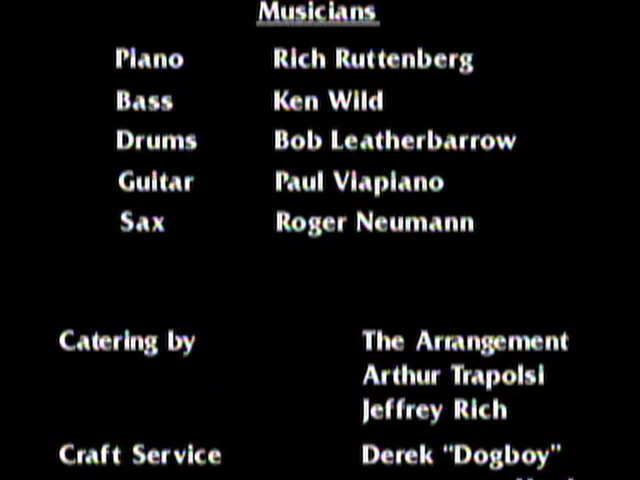 Musicians
Piano Rich Ruttenberg
Bass Ken Wild
Drums Bob Leatherbarrow
Guitar Paul Viapiano
Sax Roger Neumann
Catering by The Arrangement
Arthur Trapolsi
Jeffrey Rich
Craft Service Derek "Dogboy"